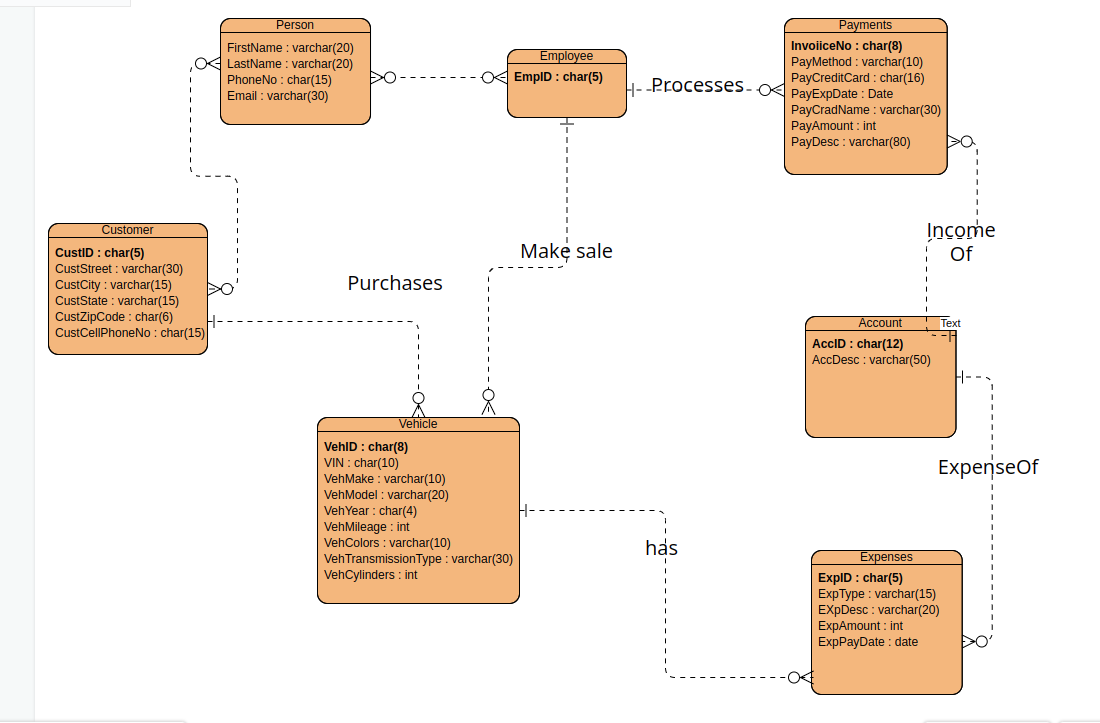 Person
FirstName : varchar(20)
LastName : varchar(20)
PhoneNo : char(15)
Email : varchar(30)
Employee
EmpID : char(5)
Processes
Payments
InvoiiceNo : char(8)
PayMethod : varchar(10)
PayCreditCard : char(16)
PayExpDate : Date
PayCradName : varchar(30)
PayAmount : int
PayDesc : varchar(80)
Customer
CustID : char(5)
CustStreet : varchar(30)
CustCity : varchar(15)
CustState : varchar(15)
CustZipCode : char(6)
CustCellPhoneNo : char(15)
Purchases
Make sale
Income
Of
Account
Text
AccID : char(12)
AccDesc : varchar(50)
Vehicle
VehID : char(8)
VIN : char(10)
VehMake : varchar(10)
VehModel : varchar(20)
VehYear : char(4)
VehMileage : int
VehColors : varchar(10)
VehTransmissionType : varchar(30)
VehCylinders : int
has
ExpenseOf
Expenses
ExpID : char(5)
ExpType : varchar(15)
EXpDesc : varchar(20)
ExpAmount : int
ExpPayDate : date